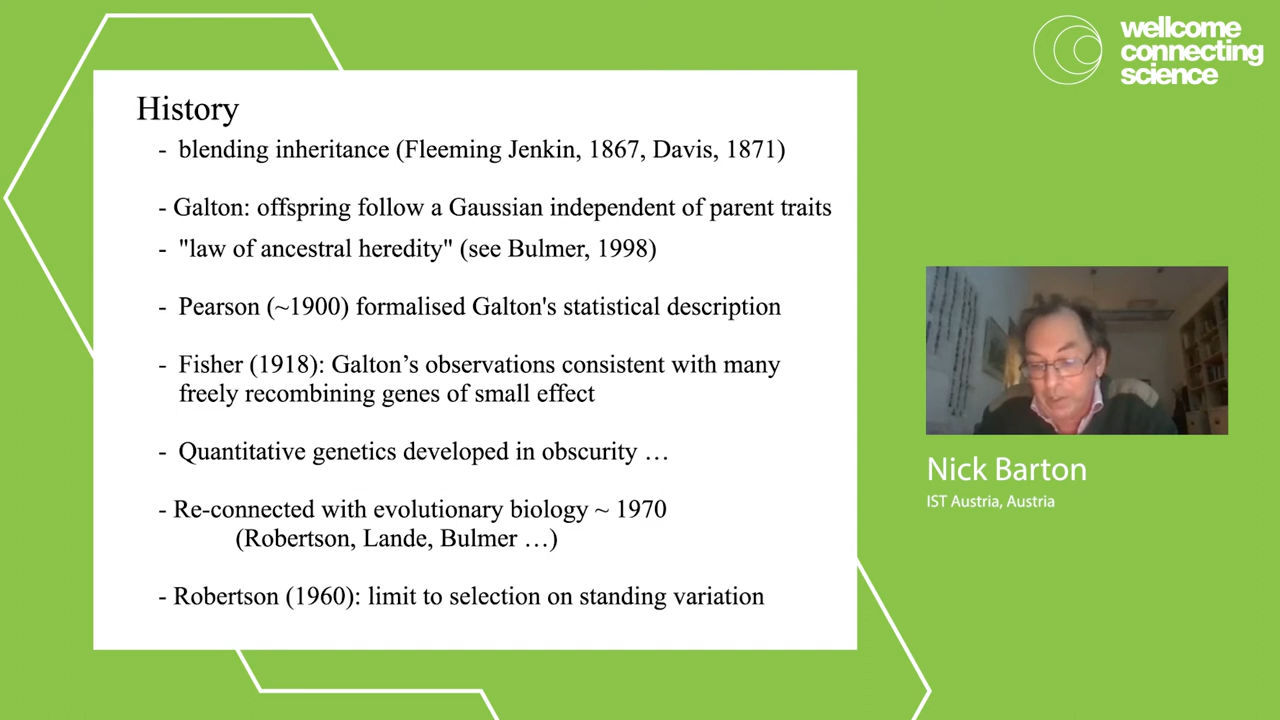 wellcome
connecting
science
History
- blending inheritance (Fleeming Jenkin, 1867, Davis, 1871)
- Galton: offspring follow a Gaussian independent of parent traits
- "law of ancestral heredity" (see Bulmer, 1998)
- Pearson (~1900) formalised Galton's statistical description
- Fisher (1918): Galton’s observations consistent with many
freely recombining genes of small effect
- Quantitative genetics developed in obscurity …
- Re-connected with evolutionary biology ~ 1970
(Robertson, Lande, Bulmer …)
- Robertson (1960): limit to selection on standing variation
Nick Barton
IST Austria, Austria